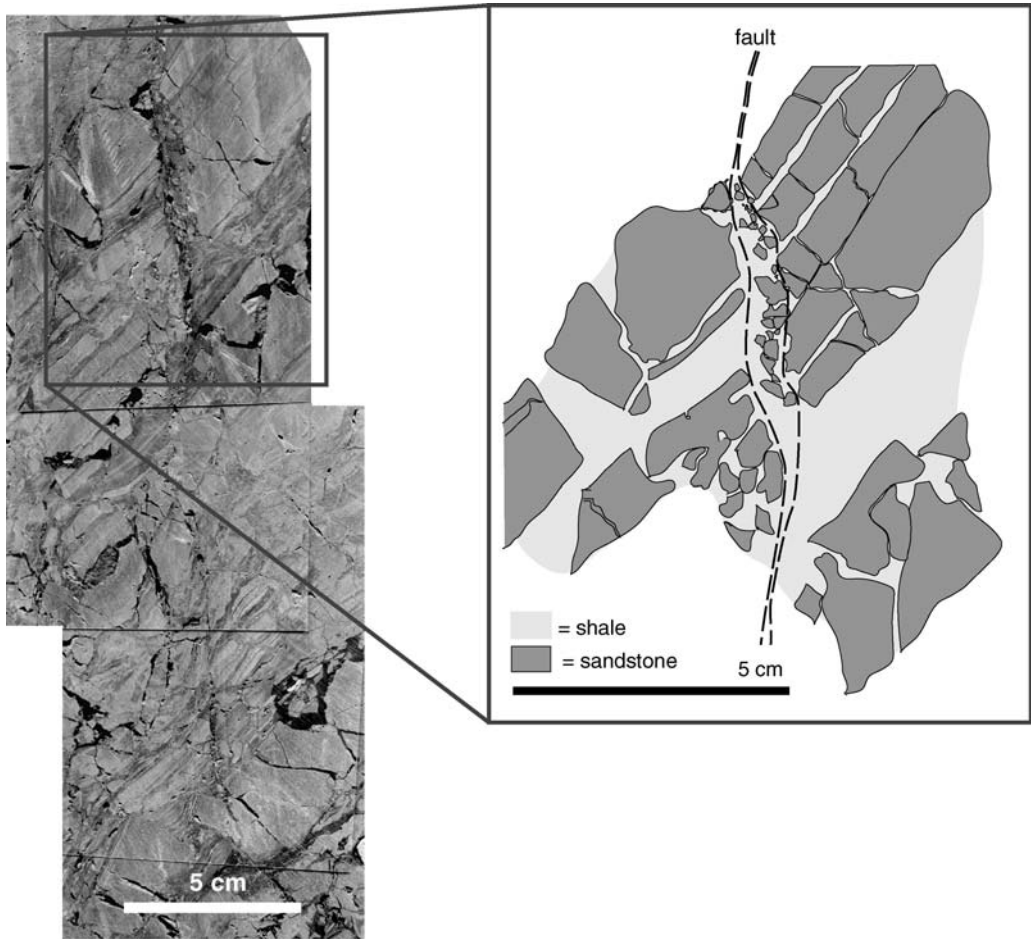 fault
= shale
= sandstone
5 cm
5 cm